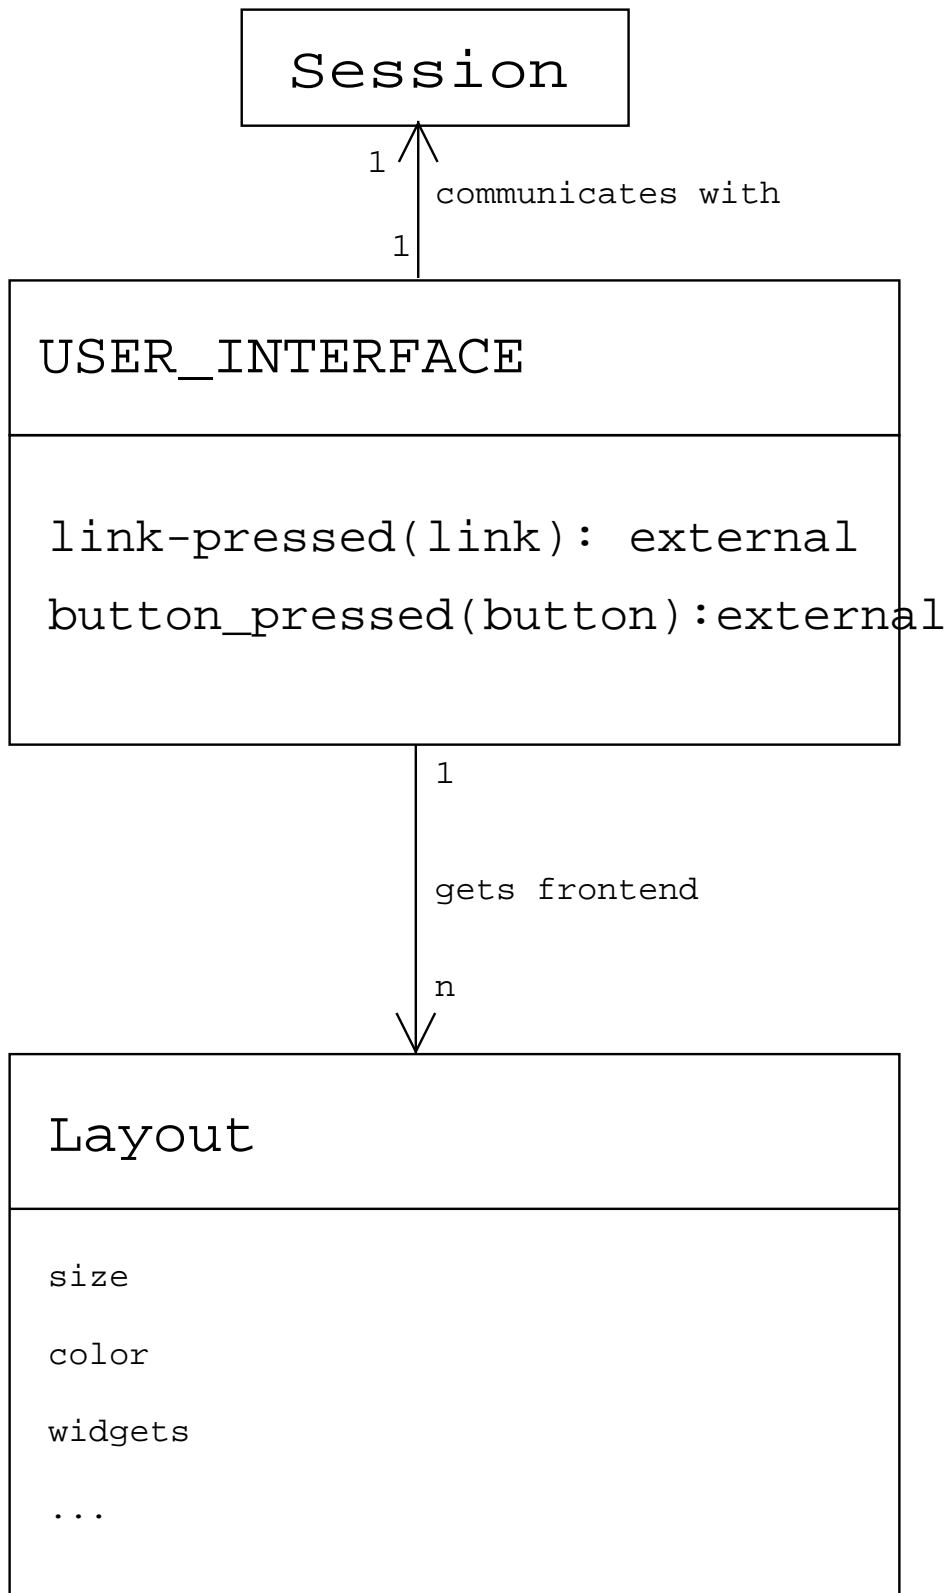 Session
1
communicates with
1
USER_INTERFACE
link-pressed(link): external
button_pressed(button):external
1
gets frontend
n
Layout
size
color
widgets
...